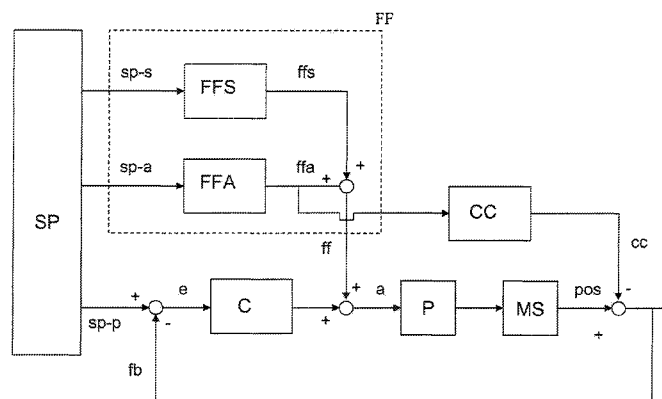 FF
sp-s
FFS
ffs
+
sp-a
FFA
ffa
+
SP
CC
ff
cc
+
e
C
+
+
a
P
MS
pos
-
+
-
sp-p
fb